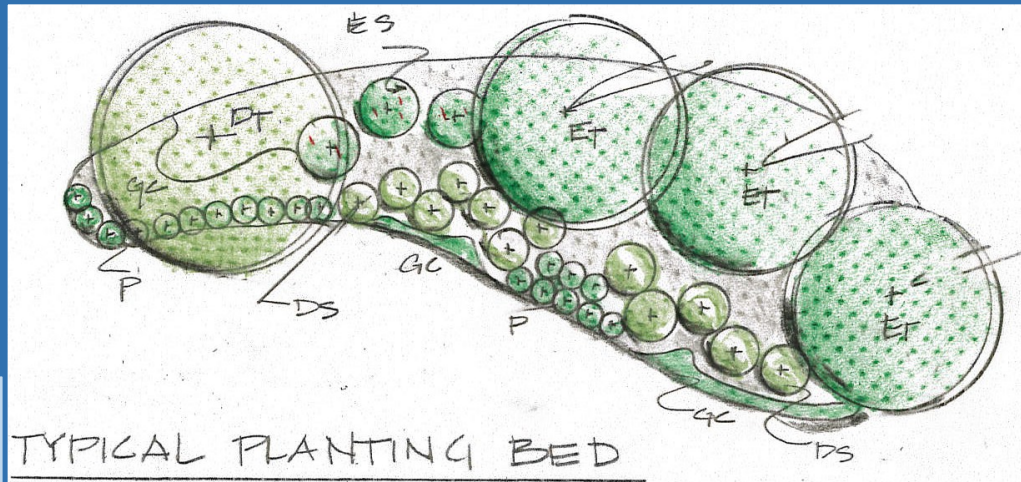 ES
DT
ET
ET
GC
ET
GC
P
DS
P
GC
DS
TYPICAL PLANTING BED